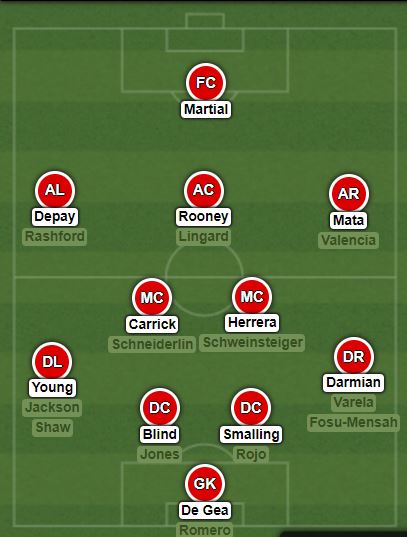 FC
Martial
AL
AC
AR
Depay
Rooney
Mata
Rashford
Lingard
Valencia
MC
MC
Carrick
Herrera
Schneiderlin
Schweinsteiger
DL
DR
Young
Darmian
Jackson
Varela
Shaw
Fosu-Mensah
DC
DC
Blind
Smalling
Jones
Rojo
GK
De Gea
Romero